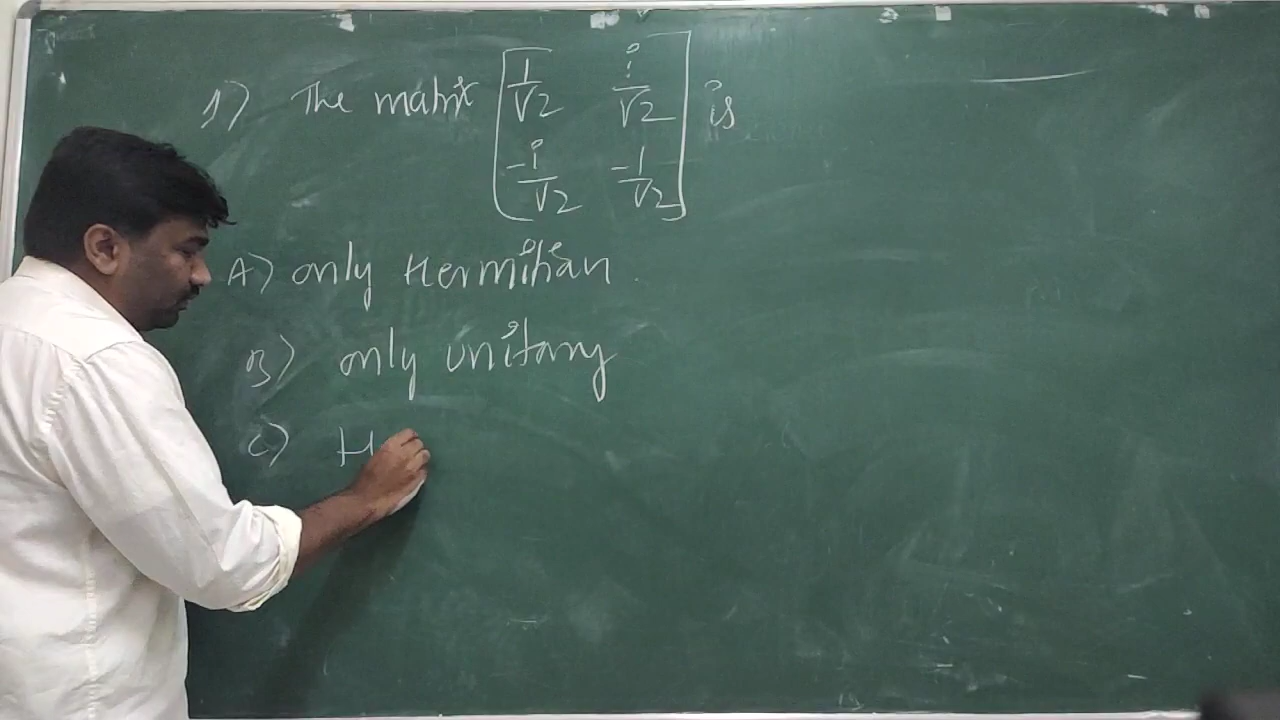 1) The matrix [ 1/√2 i/√2 ] is
[ -i/√2 -1/√2 ]
A) only Hermitian.
B) only unitary
C) H